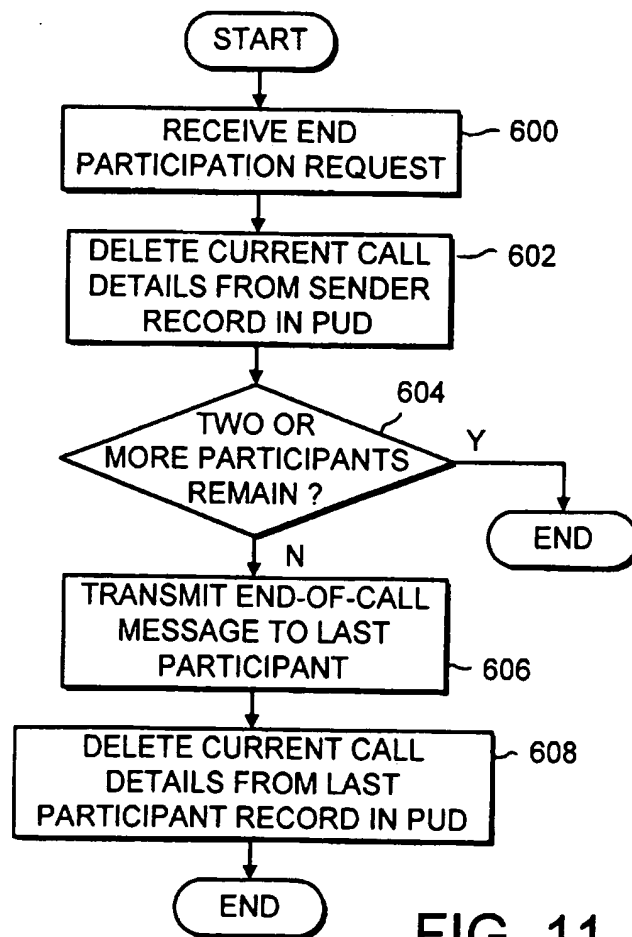 START
RECEIVE END
PARTICIPATION REQUEST
600
DELETE CURRENT CALL
DETAILS FROM SENDER
RECORD IN PUD
602
604
TWO OR
MORE PARTICIPANTS
REMAIN ?
Y
END
N
TRANSMIT END-OF-CALL
MESSAGE TO LAST
PARTICIPANT
606
DELETE CURRENT CALL
DETAILS FROM LAST
PARTICIPANT RECORD IN PUD
608
END
FIG. 11